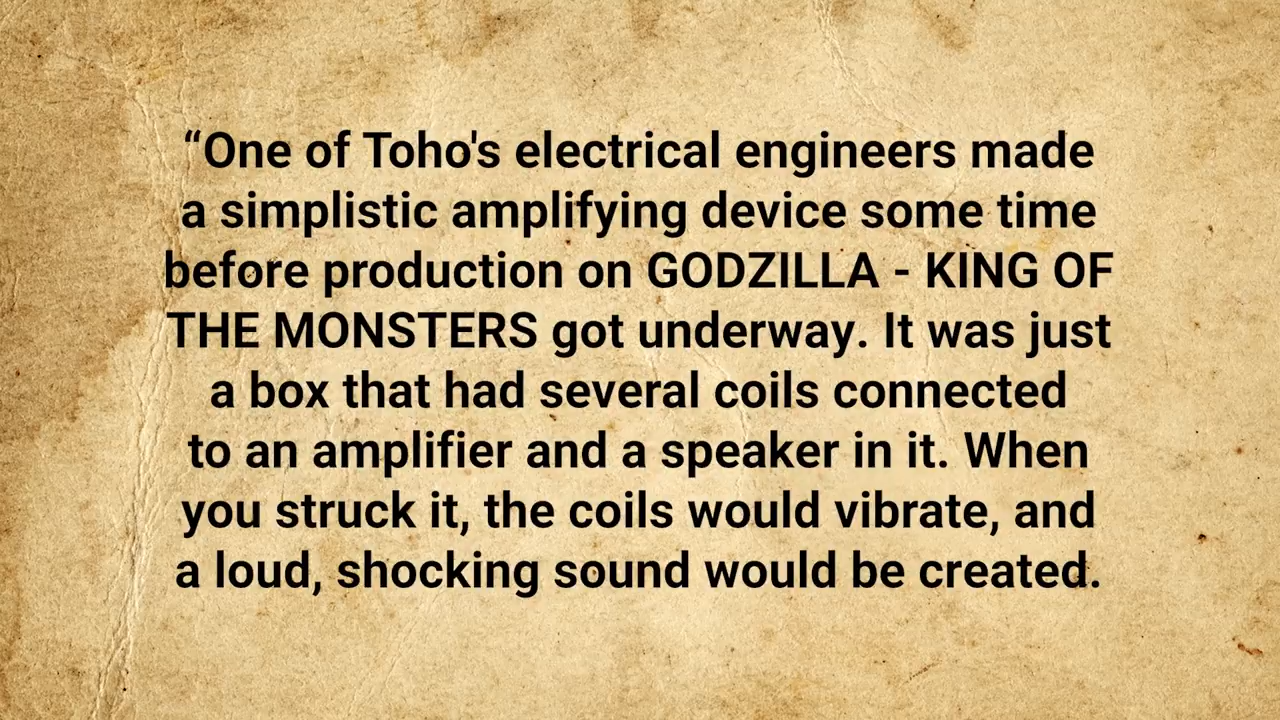 “One of Toho's electrical engineers made
a simplistic amplifying device some time
before production on GODZILLA - KING OF
THE MONSTERS got underway. It was just
a box that had several coils connected
to an amplifier and a speaker in it. When
you struck it, the coils would vibrate, and
a loud, shocking sound would be created.